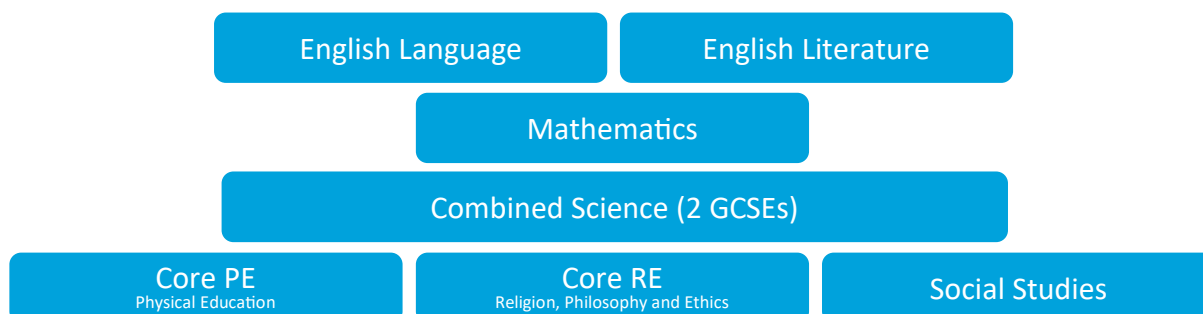 English Language
English Literature
Mathematics
Combined Science (2 GCSEs)
Core PE
Physical Education
Core RE
Religion, Philosophy and Ethics
Social Studies